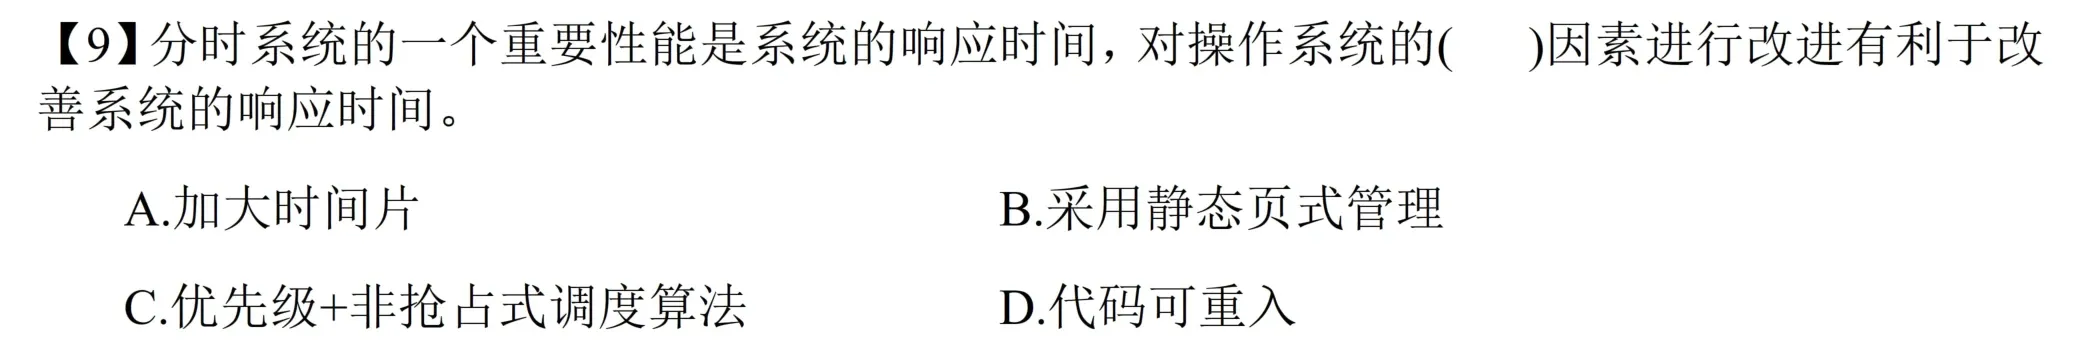 【9】分时系统的一个重要性能是系统的响应时间，对操作系统的(　)因素进行改进有利于改
善系统的响应时间。
A.加大时间片　B.采用静态页式管理
C.优先级+非抢占式调度算法　D.代码可重入